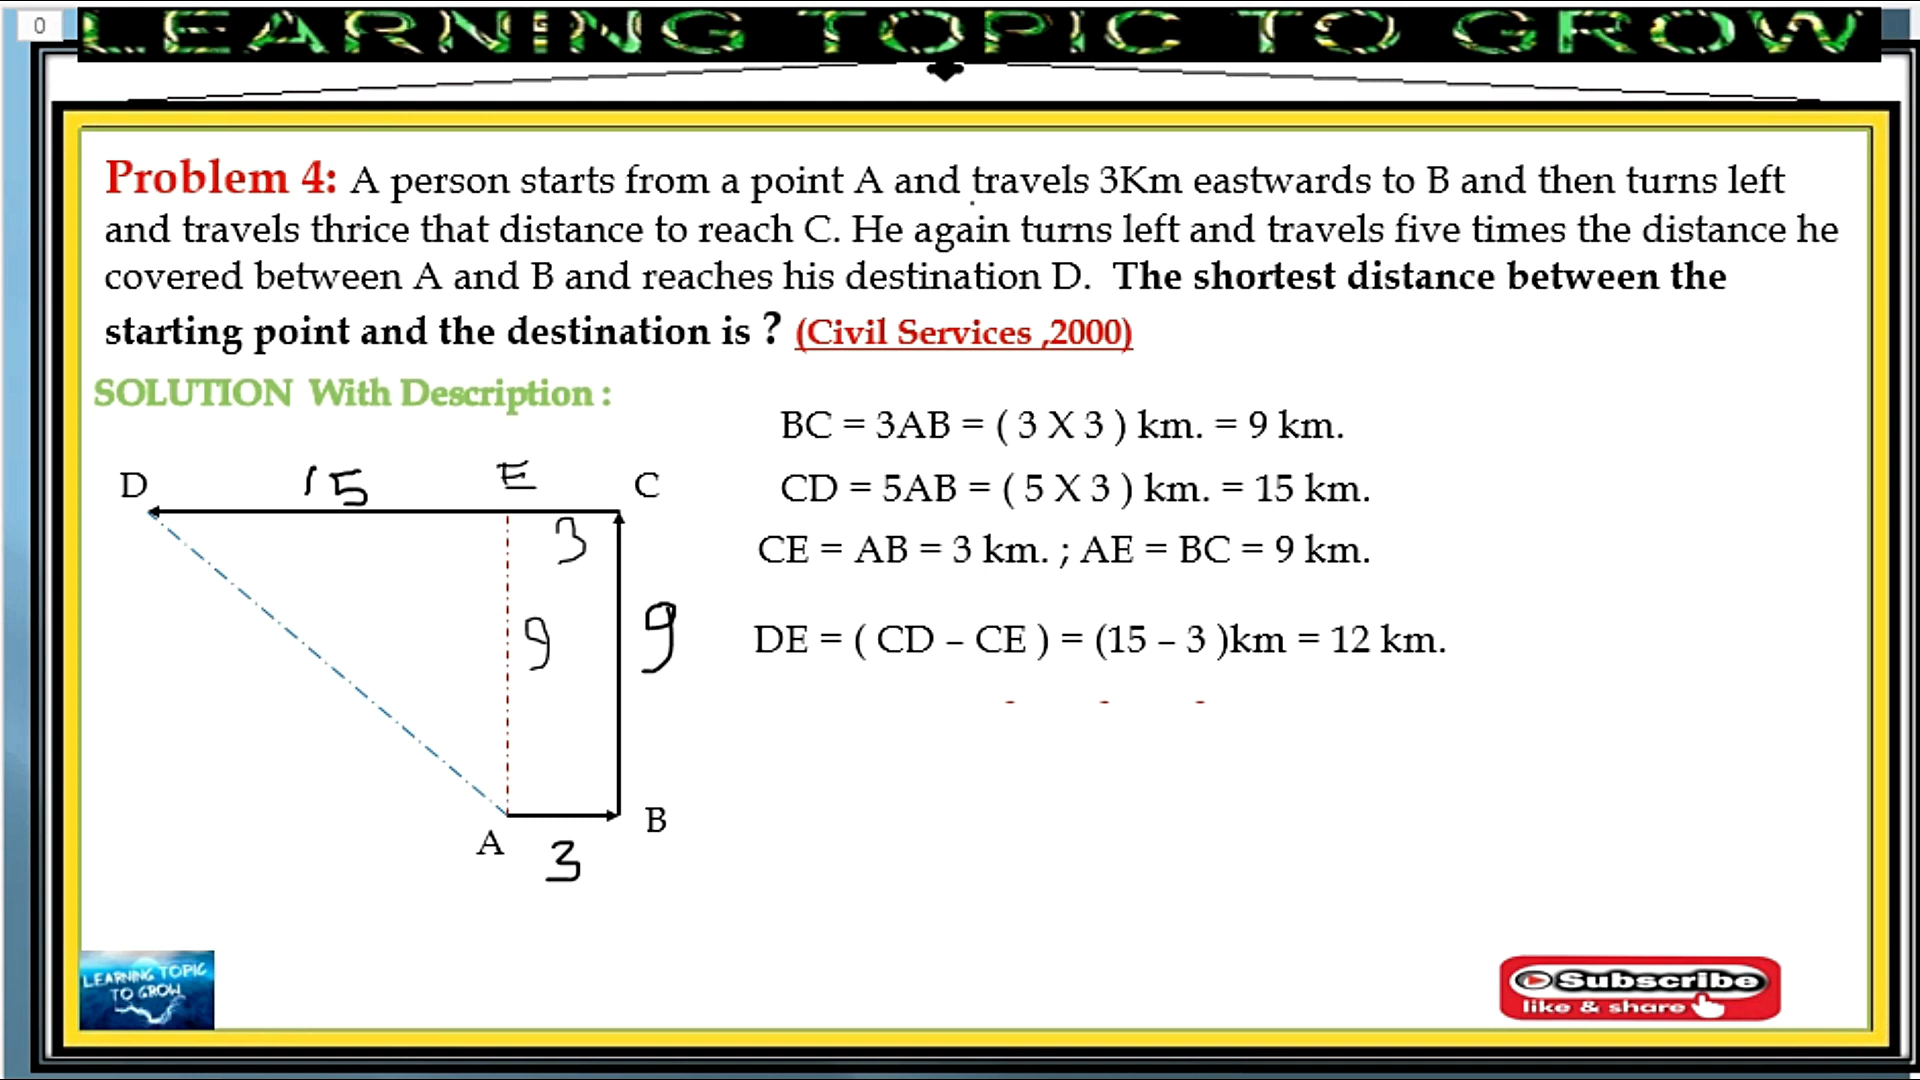 0
LEARNING TOPIC TO GROW
Problem 4: A person starts from a point A and travels 3Km eastwards to B and then turns left
and travels thrice that distance to reach C. He again turns left and travels five times the distance he
covered between A and B and reaches his destination D. The shortest distance between the
starting point and the destination is ? (Civil Services ,2000)
SOLUTION With Description :
BC = 3AB = ( 3 X 3 ) km. = 9 km.
D 15 E C
CD = 5AB = ( 5 X 3 ) km. = 15 km.
3
CE = AB = 3 km. ; AE = BC = 9 km.
9 9
DE = ( CD – CE ) = (15 – 3 )km = 12 km.
A B
3
LEARNING TOPIC
TO GROW
Subscribe
like & share